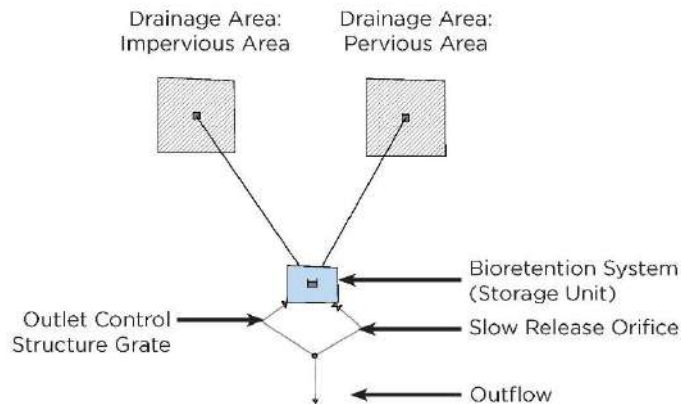 Drainage Area:
Impervious Area
Drainage Area:
Pervious Area
Bioretention System
(Storage Unit)
Outlet Control
Structure Grate
Slow Release Orifice
Outflow